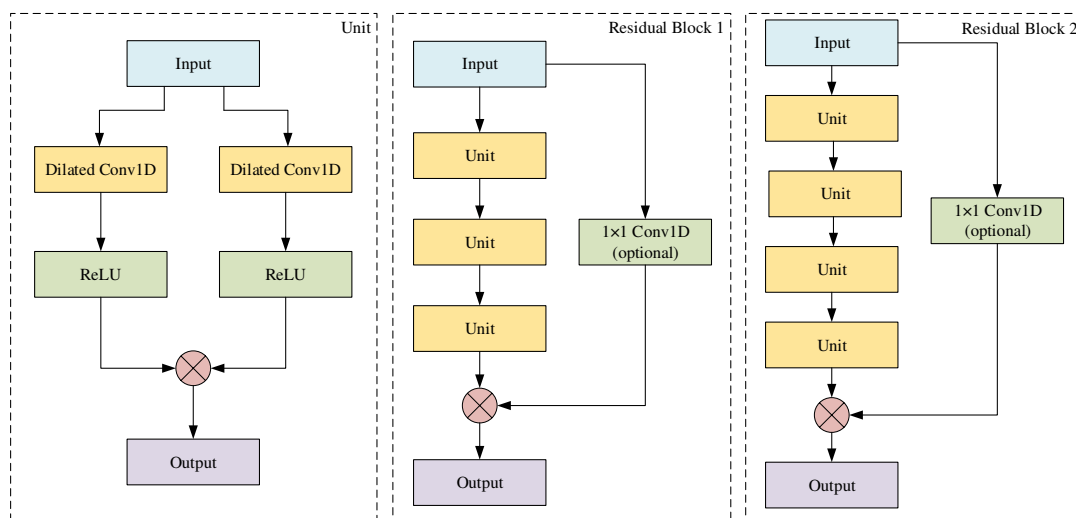 Unit
Input
Dilated Conv1D
Dilated Conv1D
ReLU
ReLU
Output
Residual Block 1
Input
Unit
Unit
1×1 Conv1D
(optional)
Unit
Output
Residual Block 2
Input
Unit
Unit
1×1 Conv1D
(optional)
Unit
Unit
Output